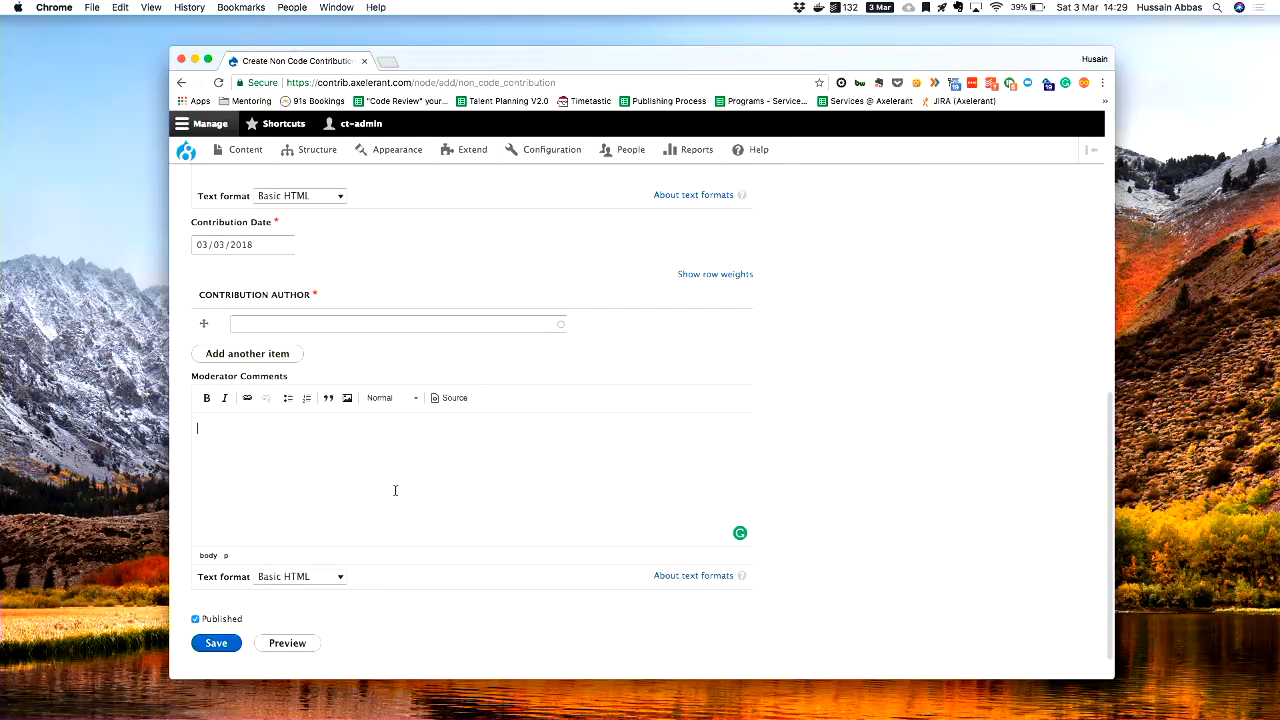 Chrome File Edit View History Bookmarks People Window Help 132 3 Mar 39% Sat 3 Mar 14:29 Hussain Abbas
Create Non Code Contribution Husain
Secure https://contrib.axelerant.com/node/add/non_code_contribution
Apps Mentoring 91s Bookings "Code Review" your... Talent Planning V2.0 Timetastic Publishing Process Programs - Service... Services @ Axelerant JIRA (Axelerant) »
Manage Shortcuts ct-admin
Content Structure Appearance Extend Configuration People Reports Help
Text format Basic HTML About text formats ?
Contribution Date *
03/03/2018
Show row weights
CONTRIBUTION AUTHOR *
Add another item
Moderator Comments
B I Normal Source
body p
Text format Basic HTML About text formats ?
Published
Save Preview